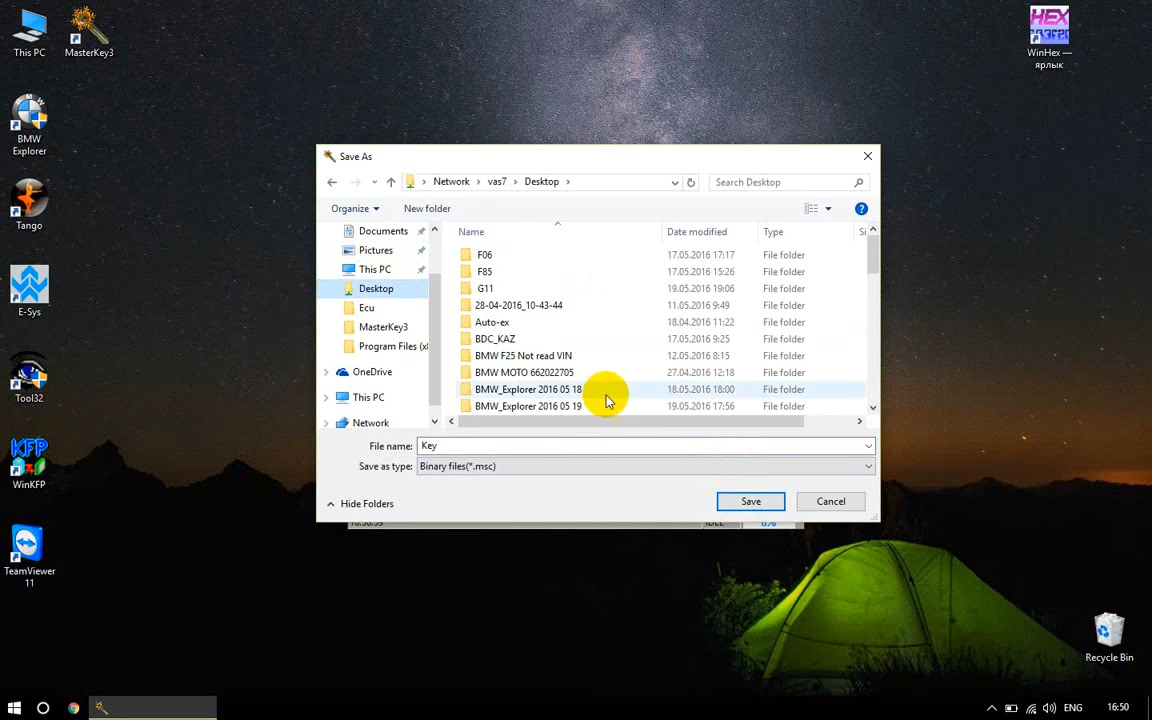 This PC
MasterKey3
HEX
WinHex —
ярлык
BMW
Explorer
Tango
E-Sys
Tool32
KFP
WinKFP
TeamViewer
11
Recycle Bin
Save As
Network vas7 Desktop
Search Desktop
Organize New folder
Documents
Pictures
This PC
Desktop
Ecu
MasterKey3
Program Files (x
OneDrive
This PC
Network
Name Date modified Type Si
F06 17.05.2016 17:17 File folder
F85 17.05.2016 15:26 File folder
G11 19.05.2016 19:06 File folder
28-04-2016_10-43-44 11.05.2016 9:49 File folder
Auto-ex 18.04.2016 11:22 File folder
BDC_KAZ 17.05.2016 9:25 File folder
BMW F25 Not read VIN 12.05.2016 8:15 File folder
BMW MOTO 662022705 27.04.2016 12:18 File folder
BMW_Explorer 2016 05 18 18.05.2016 18:00 File folder
BMW_Explorer 2016 05 19 19.05.2016 17:56 File folder
File name: Key
Save as type: Binary files(*.msc)
Hide Folders
Save Cancel
ENG 16:50